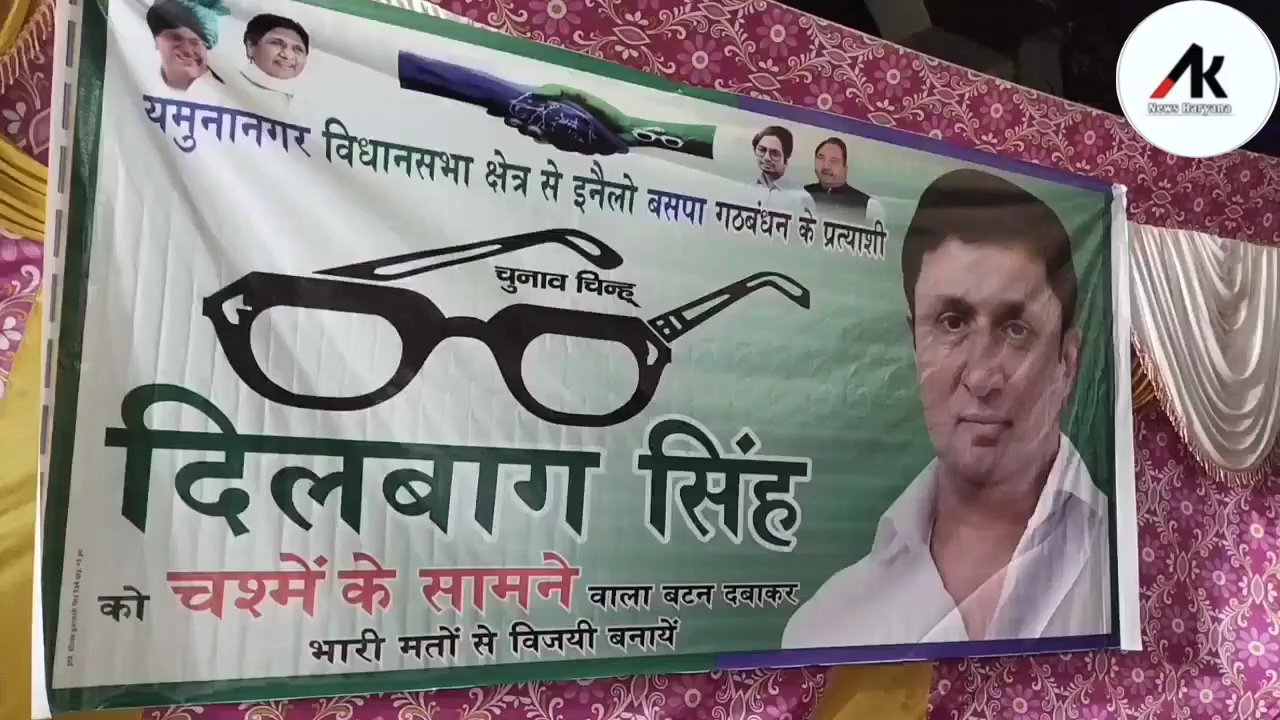 AK
News Haryana
यमुनानगर विधानसभा क्षेत्र से इनैलो बसपा गठबंधन के प्रत्याशी
चुनाव चिन्ह्
दिलबाग सिंह
को चश्में के सामने वाला बटन दबाकर
भारी मतों से विजयी बनायें